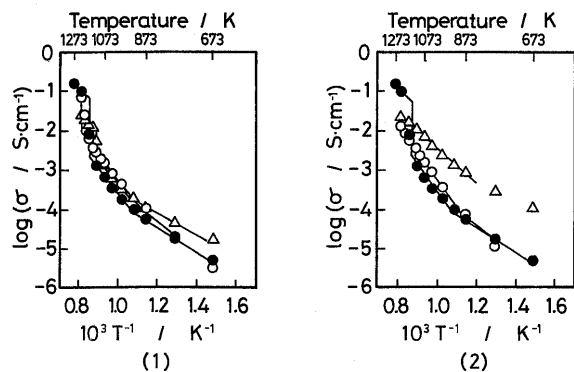 Temperature / K
1273 1073 873 673
0
-1
-2
-3
-4
-5
-6
log (σ / S·cm⁻¹)
0.8 1.0 1.2 1.4 1.6
10³ T⁻¹ / K⁻¹
(1)
Temperature / K
1273 1073 873 673
0
-1
-2
-3
-4
-5
-6
log (σ / S·cm⁻¹)
0.8 1.0 1.2 1.4 1.6
10³ T⁻¹ / K⁻¹
(2)